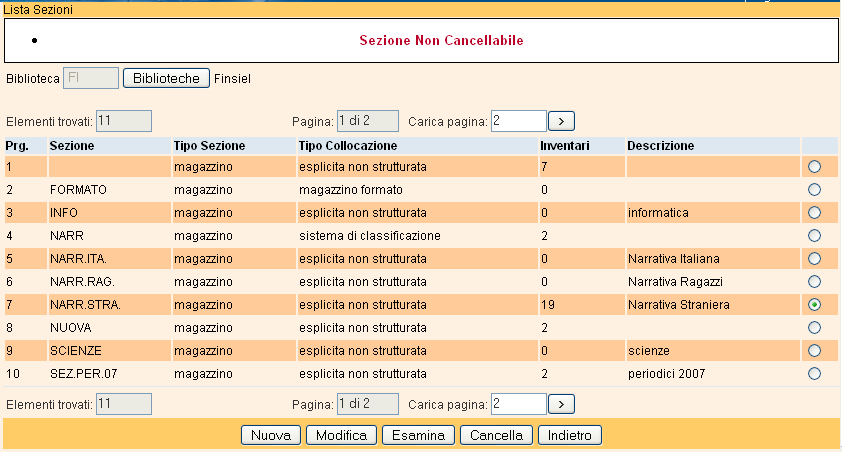 Lista Sezioni
Sezione Non Cancellabile
Biblioteca FI Biblioteche Finsiel
Elementi trovati: 11 Pagina: 1 di 2 Carica pagina: 2 >
Prg. Sezione Tipo Sezione Tipo Collocazione Inventari Descrizione
1 magazzino esplicita non strutturata 7
2 FORMATO magazzino magazzino formato 0
3 INFO magazzino esplicita non strutturata 0 informatica
4 NARR magazzino sistema di classificazione 2
5 NARR.ITA. magazzino esplicita non strutturata 0 Narrativa Italiana
6 NARR.RAG. magazzino esplicita non strutturata 0 Narrativa Ragazzi
7 NARR.STRA. magazzino esplicita non strutturata 19 Narrativa Straniera
8 NUOVA magazzino esplicita non strutturata 2
9 SCIENZE magazzino esplicita non strutturata 0 scienze
10 SEZ.PER.07 magazzino esplicita non strutturata 2 periodici 2007
Elementi trovati: 11 Pagina: 1 di 2 Carica pagina: 2 >
Nuova Modifica Esamina Cancella Indietro